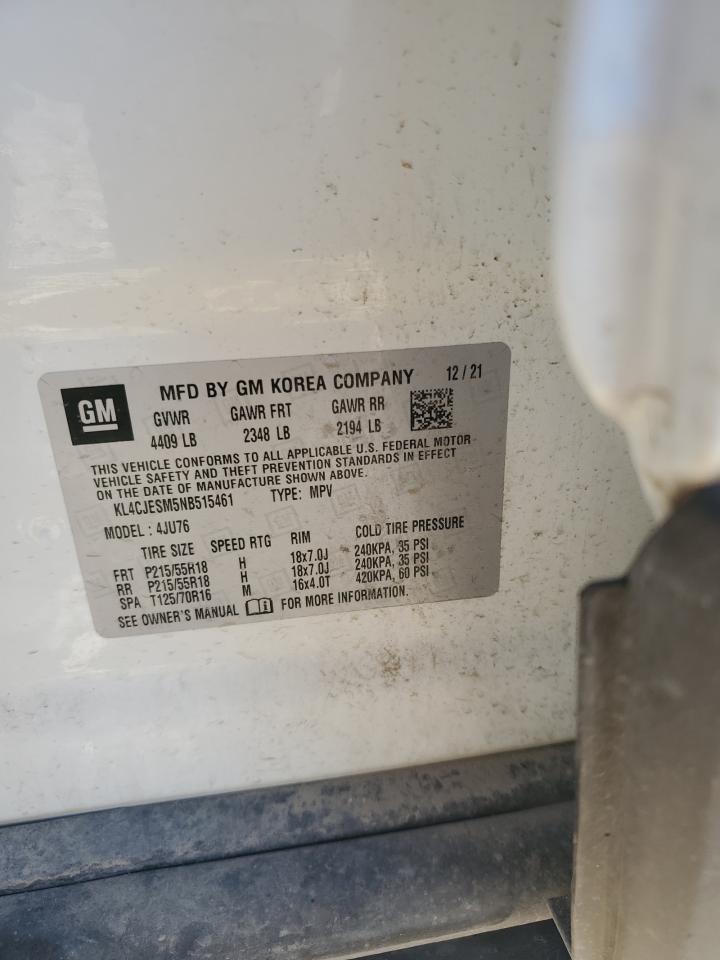 GM
MFD BY GM KOREA COMPANY 12/21
GVWR GAWR FRT GAWR RR
4409 LB 2348 LB 2194 LB
THIS VEHICLE CONFORMS TO ALL APPLICABLE U.S. FEDERAL MOTOR
VEHICLE SAFETY AND THEFT PREVENTION STANDARDS IN EFFECT
ON THE DATE OF MANUFACTURE SHOWN ABOVE.
KL4CJESM5NB515461 TYPE: MPV
MODEL: 4JU76
TIRE SIZE SPEED RTG RIM COLD TIRE PRESSURE
FRT P215/55R18 H 18x7.0J 240KPA, 35 PSI
RR P215/55R18 H 18x7.0J 240KPA, 35 PSI
SPA T125/70R16 M 16x4.0T 420KPA, 60 PSI
SEE OWNER'S MANUAL FOR MORE INFORMATION.